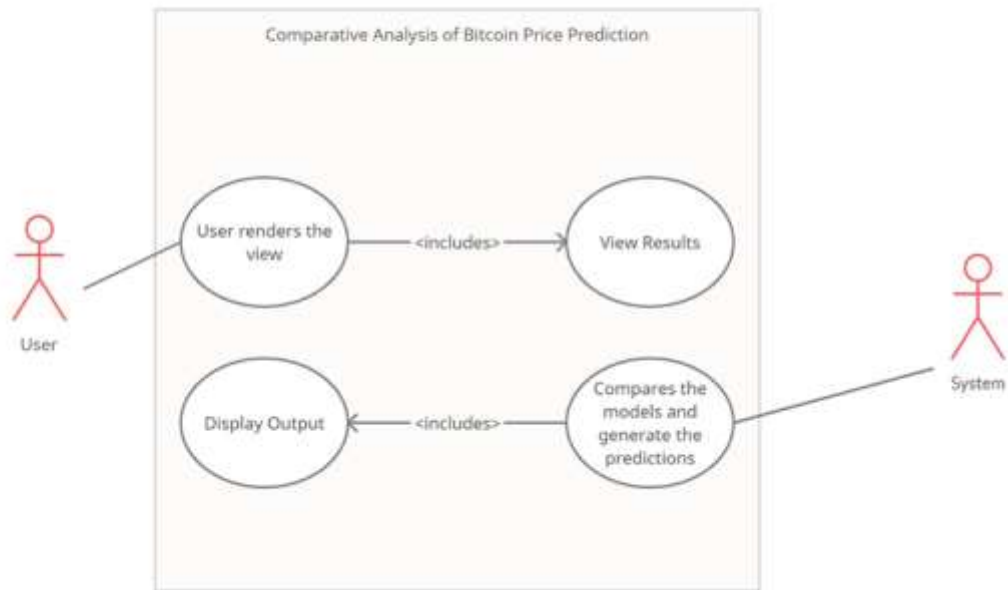 Comparative Analysis of Bitcoin Price Prediction
User renders the
view
<includes>
View Results
User
Display Output
<includes>
Compares the
models and
generate the
predictions
System